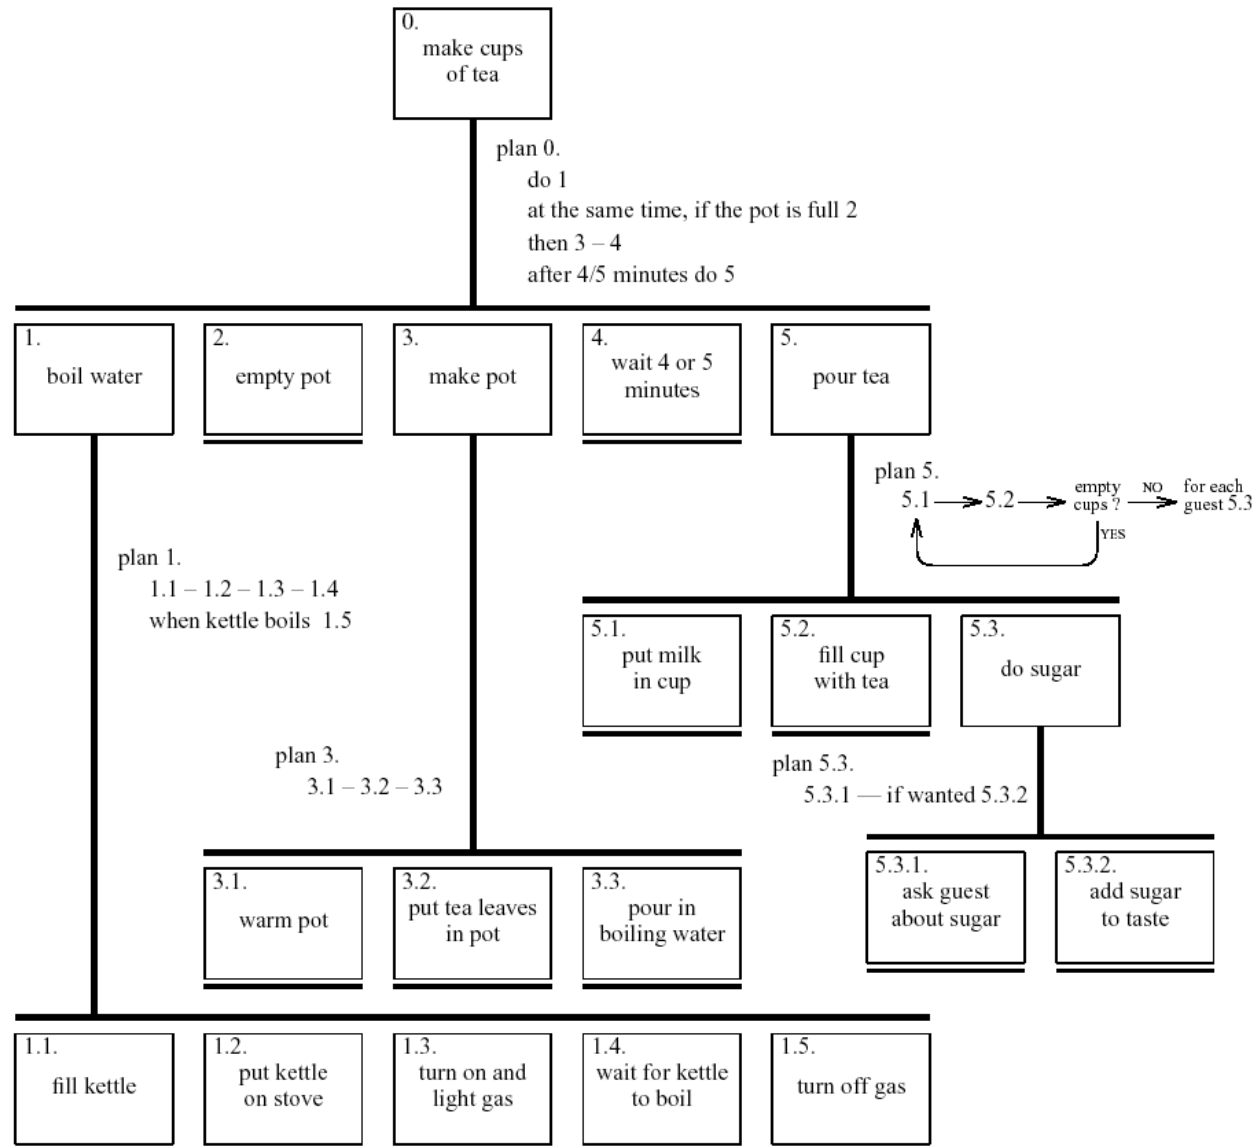 0.
make cups
of tea
plan 0.
do 1
at the same time, if the pot is full 2
then 3 – 4
after 4/5 minutes do 5
1.
boil water
2.
empty pot
3.
make pot
4.
wait 4 or 5
minutes
5.
pour tea
plan 5.
5.1 5.2 empty cups ? NO for each guest 5.3
YES
plan 1.
1.1 – 1.2 – 1.3 – 1.4
when kettle boils 1.5
5.1.
put milk
in cup
5.2.
fill cup
with tea
5.3.
do sugar
plan 3.
3.1 – 3.2 – 3.3
plan 5.3.
5.3.1 — if wanted 5.3.2
3.1.
warm pot
3.2.
put tea leaves
in pot
3.3.
pour in
boiling water
5.3.1.
ask guest
about sugar
5.3.2.
add sugar
to taste
1.1.
fill kettle
1.2.
put kettle
on stove
1.3.
turn on and
light gas
1.4.
wait for kettle
to boil
1.5.
turn off gas